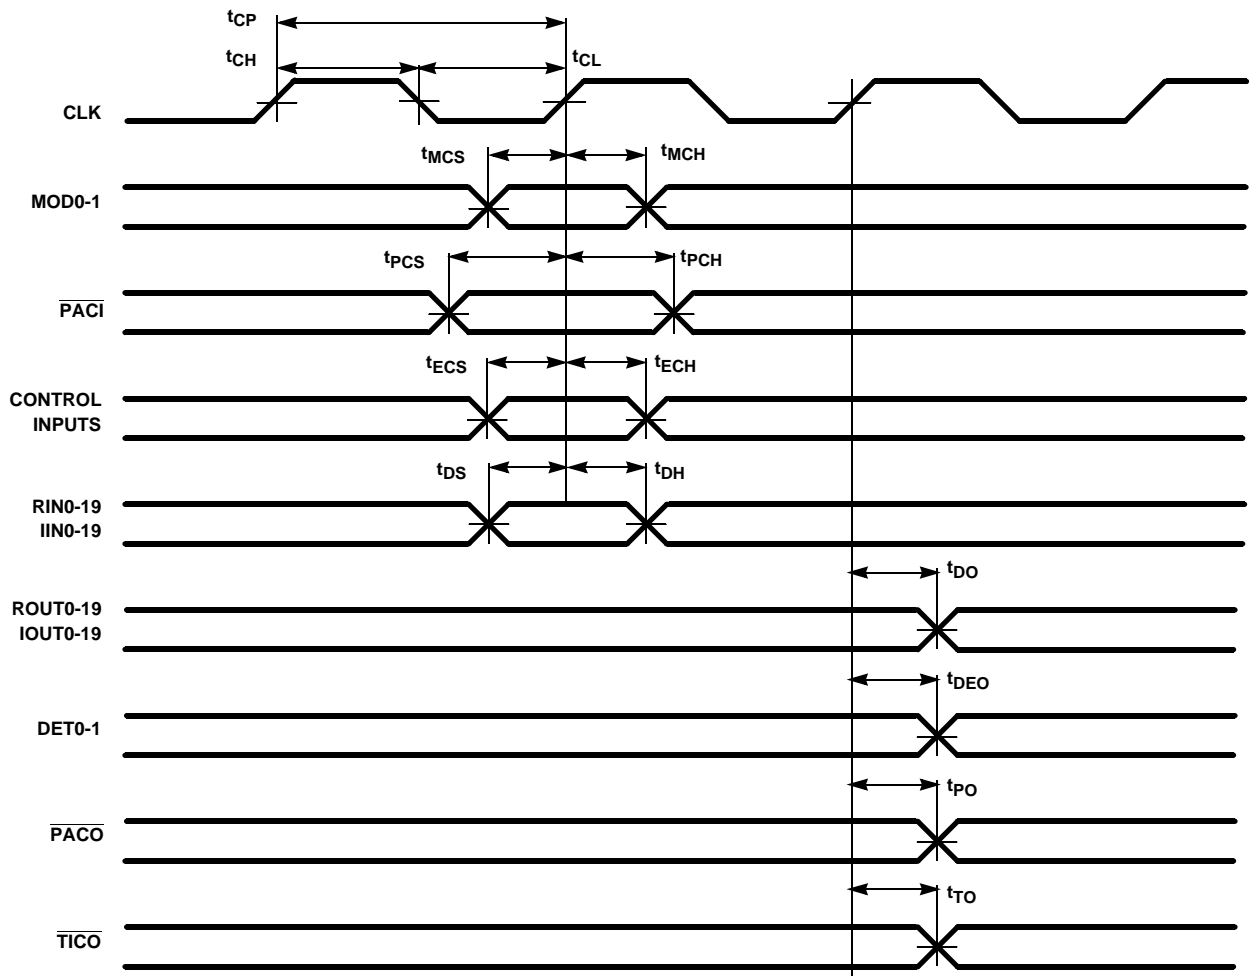 tCP
tCH
tCL
CLK
tMCS
tMCH
MOD0-1
tPCS
tPCH
PACI
tECS
tECH
CONTROL
INPUTS
tDS
tDH
RIN0-19
IIN0-19
tDO
ROUT0-19
IOUT0-19
tDEO
DET0-1
tPO
PACO
tTO
TICO